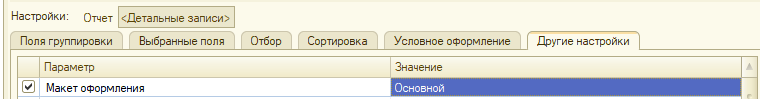 Настройки: Отчет <Детальные записи>
Поля группировки Выбранные поля Отбор Сортировка Условное оформление Другие настройки
Параметр Значение
Макет оформления Основной